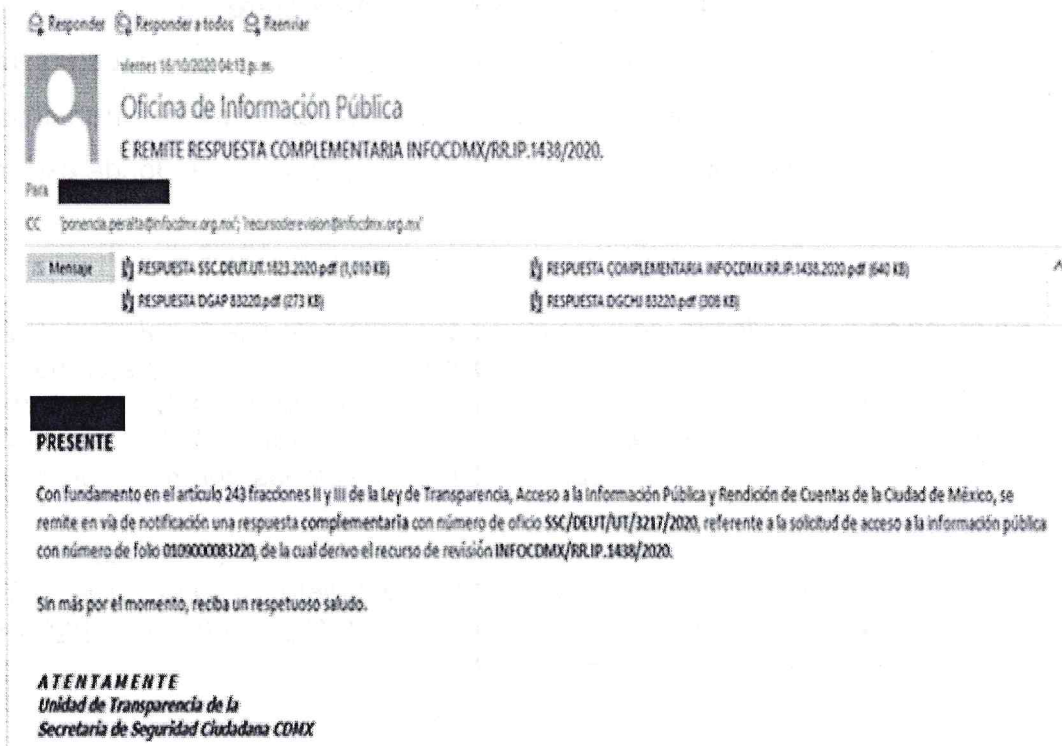 Responder Responder a todos Reenviar
viernes 16/10/2020 04:13 p. m.
Oficina de Información Pública
E REMITE RESPUESTA COMPLEMENTARIA INFOCDMX/RR.IP.1438/2020.
Para
CC 'ponencia.peralta@infocdmx.org.mx'; 'recursoderevision@infocdmx.org.mx'
Mensaje RESPUESTA SSC.DEUT.UT.1823.2020.pdf (1,010 KB) RESPUESTA COMPLEMENTARIA INFOCDMX.RR.IP.1438.2020.pdf (640 KB)
RESPUESTA DGAP 83220.pdf (273 KB) RESPUESTA DGCHJ 83220.pdf (308 KB)
PRESENTE
Con fundamento en el artículo 243 fracciones II y III de la Ley de Transparencia, Acceso a la Información Pública y Rendición de Cuentas de la Ciudad de México, se
remite en vía de notificación una respuesta complementaria con número de oficio SSC/DEUT/UT/3217/2020, referente a la solicitud de acceso a la información pública
con número de folio 0109000083220, de la cual derivo el recurso de revisión INFOCDMX/RR.IP.1438/2020.
Sin más por el momento, reciba un respetuoso saludo.
ATENTAMENTE
Unidad de Transparencia de la
Secretaría de Seguridad Ciudadana CDMX